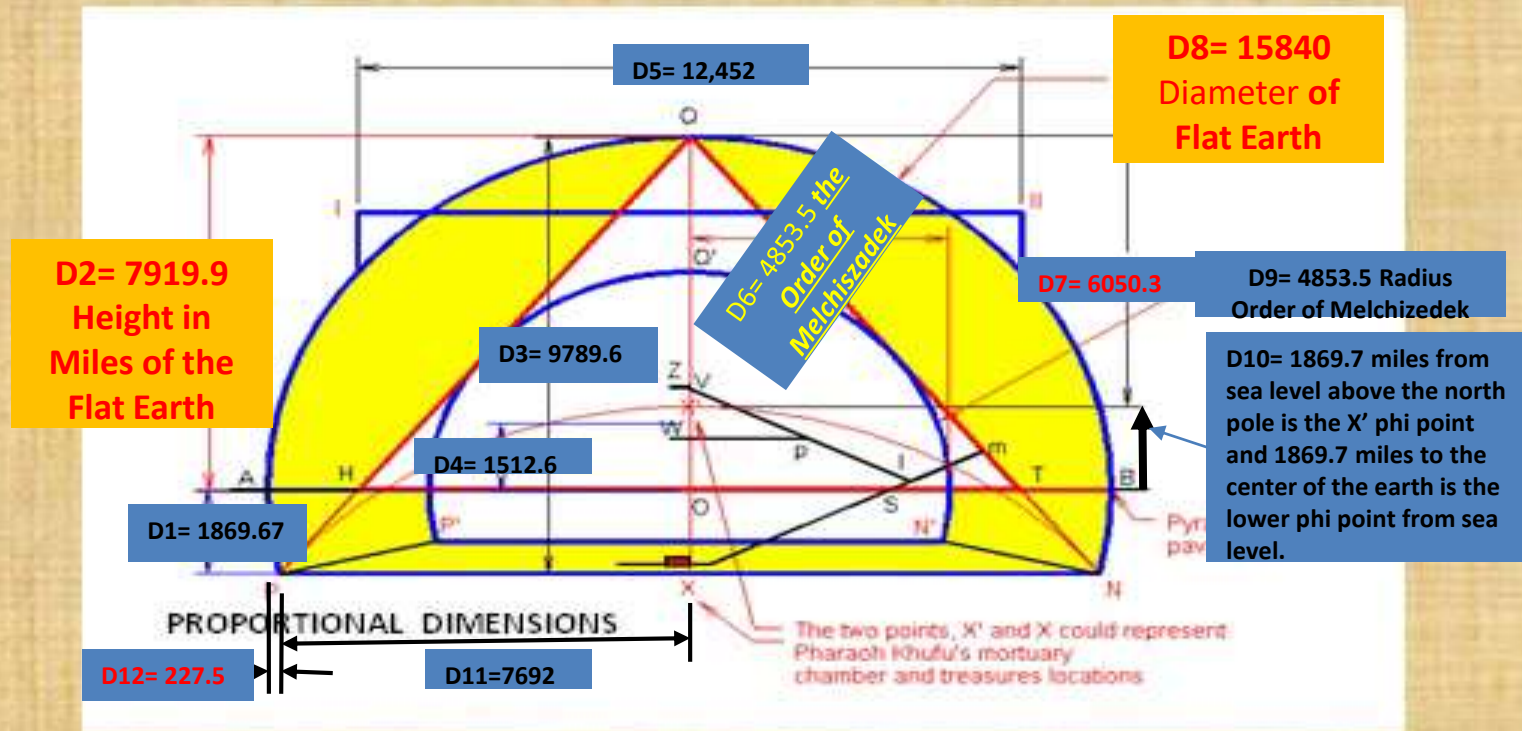 D5= 12,452
D8= 15840
Diameter of
Flat Earth
Q
I
II
D2= 7919.9
Height in
Miles of the
Flat Earth
D6= 4853.5 the
Order of
Melchiszadek
Q'
D7= 6050.3
D9= 4853.5 Radius
Order of Melchizedek
D3= 9789.6
Z
V
X'
W
p
D10= 1869.7 miles from
sea level above the north
pole is the X' phi point
and 1869.7 miles to the
center of the earth is the
lower phi point from sea
level.
D4= 1512.6
m
I
A
H
O
S
T
B
D1= 1869.67
P'
N'
X
N
PROPORTIONAL DIMENSIONS
The two points, X' and X could represent
Pharaoh Khufu's mortuary
chamber and treasures locations
D12= 227.5
D11=7692